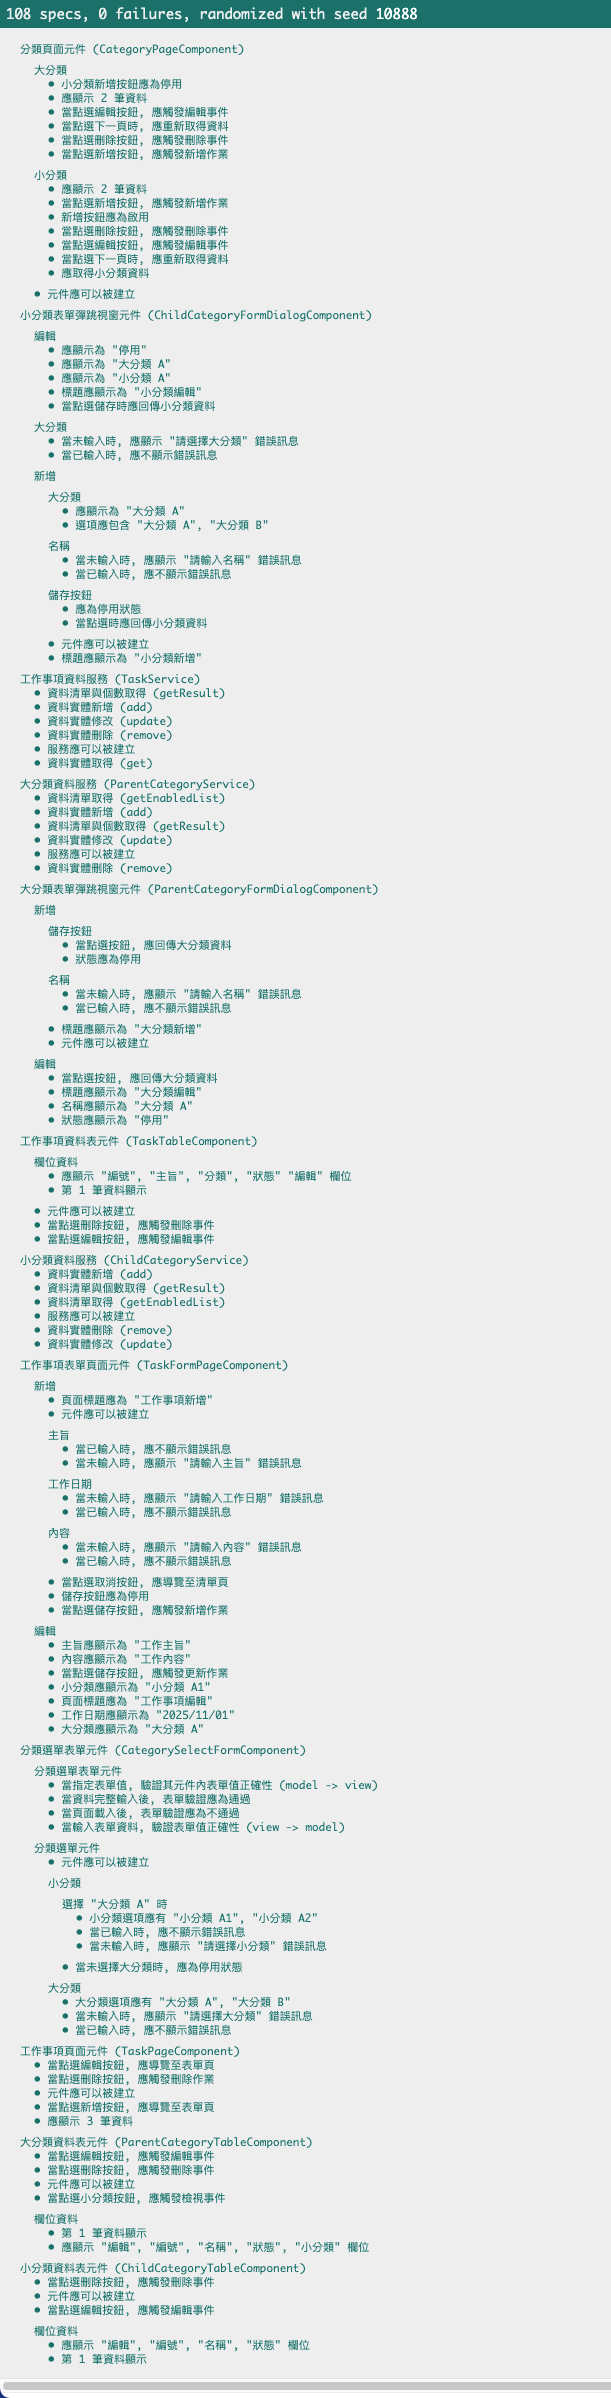 108 specs, 0 failures, randomized with seed 10888
分類頁面元件 (CategoryPageComponent)
大分類
• 小分類新增按鈕應為停用
• 應顯示 2 筆資料
• 當點選編輯按鈕, 應觸發編輯事件
• 當點選下一頁時, 應重新取得資料
• 當點選刪除按鈕, 應觸發刪除事件
• 當點選新增按鈕, 應觸發新增作業
小分類
• 應顯示 2 筆資料
• 當點選新增按鈕, 應觸發新增作業
• 新增按鈕應為啟用
• 當點選刪除按鈕, 應觸發刪除事件
• 當點選編輯按鈕, 應觸發編輯事件
• 當點選下一頁時, 應重新取得資料
• 應取得小分類資料
• 元件應可以被建立
小分類表單彈跳視窗元件 (ChildCategoryFormDialogComponent)
編輯
• 應顯示為 "停用"
• 應顯示為 "大分類 A"
• 應顯示為 "小分類 A"
• 標題應顯示為 "小分類編輯"
• 當點選儲存時應回傳小分類資料
大分類
• 當未輸入時, 應顯示 "請選擇大分類" 錯誤訊息
• 當已輸入時, 應不顯示錯誤訊息
新增
大分類
• 應顯示為 "大分類 A"
• 選項應包含 "大分類 A", "大分類 B"
名稱
• 當未輸入時, 應顯示 "請輸入名稱" 錯誤訊息
• 當已輸入時, 應不顯示錯誤訊息
儲存按鈕
• 應為停用狀態
• 當點選時應回傳小分類資料
• 元件應可以被建立
• 標題應顯示為 "小分類新增"
工作事項資料服務 (TaskService)
• 資料清單與個數取得 (getResult)
• 資料實體新增 (add)
• 資料實體修改 (update)
• 資料實體刪除 (remove)
• 服務應可以被建立
• 資料實體取得 (get)
大分類資料服務 (ParentCategoryService)
• 資料清單取得 (getEnabledList)
• 資料實體新增 (add)
• 資料清單與個數取得 (getResult)
• 資料實體修改 (update)
• 服務應可以被建立
• 資料實體刪除 (remove)
大分類表單彈跳視窗元件 (ParentCategoryFormDialogComponent)
新增
儲存按鈕
• 當點選按鈕, 應回傳大分類資料
• 狀態應為停用
名稱
• 當未輸入時, 應顯示 "請輸入名稱" 錯誤訊息
• 當已輸入時, 應不顯示錯誤訊息
• 標題應顯示為 "大分類新增"
• 元件應可以被建立
編輯
• 當點選按鈕, 應回傳大分類資料
• 標題應顯示為 "大分類編輯"
• 名稱應顯示為 "大分類 A"
• 狀態應顯示為 "停用"
工作事項資料表元件 (TaskTableComponent)
欄位資料
• 應顯示 "編號", "主旨", "分類", "狀態" "編輯" 欄位
• 第 1 筆資料顯示
• 元件應可以被建立
• 當點選刪除按鈕, 應觸發刪除事件
• 當點選編輯按鈕, 應觸發編輯事件
小分類資料服務 (ChildCategoryService)
• 資料實體新增 (add)
• 資料清單與個數取得 (getResult)
• 資料清單取得 (getEnabledList)
• 服務應可以被建立
• 資料實體刪除 (remove)
• 資料實體修改 (update)
工作事項表單頁面元件 (TaskFormPageComponent)
新增
• 頁面標題應為 "工作事項新增"
• 元件應可以被建立
主旨
• 當已輸入時, 應不顯示錯誤訊息
• 當未輸入時, 應顯示 "請輸入主旨" 錯誤訊息
工作日期
• 當未輸入時, 應顯示 "請輸入工作日期" 錯誤訊息
• 當已輸入時, 應不顯示錯誤訊息
內容
• 當未輸入時, 應顯示 "請輸入內容" 錯誤訊息
• 當已輸入時, 應不顯示錯誤訊息
• 當點選取消按鈕, 應導覽至清單頁
• 儲存按鈕應為停用
• 當點選儲存按鈕, 應觸發新增作業
編輯
• 主旨應顯示為 "工作主旨"
• 內容應顯示為 "工作內容"
• 當點選儲存按鈕, 應觸發更新作業
• 小分類應顯示為 "小分類 A1"
• 頁面標題應為 "工作事項編輯"
• 工作日期應顯示為 "2025/11/01"
• 大分類應顯示為 "大分類 A"
分類選單表單元件 (CategorySelectFormComponent)
分類選單表單元件
• 當指定表單值, 驗證其元件內表單值正確性 (model -> view)
• 當資料完整輸入後, 表單驗證應為通過
• 當頁面載入後, 表單驗證應為不通過
• 當輸入表單資料, 驗證表單值正確性 (view -> model)
分類選單元件
• 元件應可以被建立
小分類
選擇 "大分類 A" 時
• 小分類選項應有 "小分類 A1", "小分類 A2"
• 當已輸入時, 應不顯示錯誤訊息
• 當未輸入時, 應顯示 "請選擇小分類" 錯誤訊息
• 當未選擇大分類時, 應為停用狀態
大分類
• 大分類選項應有 "大分類 A", "大分類 B"
• 當未輸入時, 應顯示 "請選擇大分類" 錯誤訊息
• 當已輸入時, 應不顯示錯誤訊息
工作事項頁面元件 (TaskPageComponent)
• 當點選編輯按鈕, 應導覽至表單頁
• 當點選刪除按鈕, 應觸發刪除作業
• 元件應可以被建立
• 當點選新增按鈕, 應導覽至表單頁
• 應顯示 3 筆資料
大分類資料表元件 (ParentCategoryTableComponent)
• 當點選編輯按鈕, 應觸發編輯事件
• 當點選刪除按鈕, 應觸發刪除事件
• 元件應可以被建立
• 當點選小分類按鈕, 應觸發檢視事件
欄位資料
• 第 1 筆資料顯示
• 應顯示 "編輯", "編號", "名稱", "狀態", "小分類" 欄位
小分類資料表元件 (ChildCategoryTableComponent)
• 當點選刪除按鈕, 應觸發刪除事件
• 元件應可以被建立
• 當點選編輯按鈕, 應觸發編輯事件
欄位資料
• 應顯示 "編輯", "編號", "名稱", "狀態" 欄位
• 第 1 筆資料顯示